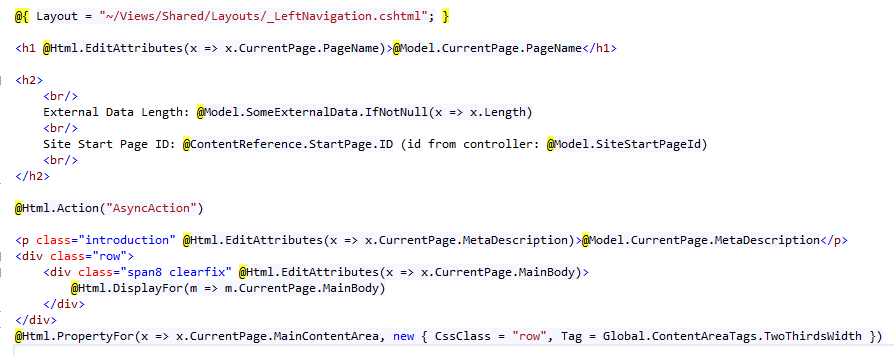 @{ Layout = "~/Views/Shared/Layouts/_LeftNavigation.cshtml"; }
<h1 @Html.EditAttributes(x => x.CurrentPage.PageName)>@Model.CurrentPage.PageName</h1>
<h2>
<br/>
External Data Length: @Model.SomeExternalData.IfNotNull(x => x.Length)
<br/>
Site Start Page ID: @ContentReference.StartPage.ID (id from controller: @Model.SiteStartPageId)
<br/>
</h2>
@Html.Action("AsyncAction")
<p class="introduction" @Html.EditAttributes(x => x.CurrentPage.MetaDescription)>@Model.CurrentPage.MetaDescription</p>
<div class="row">
<div class="span8 clearfix" @Html.EditAttributes(x => x.CurrentPage.MainBody)>
@Html.DisplayFor(m => m.CurrentPage.MainBody)
</div>
</div>
@Html.PropertyFor(x => x.CurrentPage.MainContentArea, new { CssClass = "row", Tag = Global.ContentAreaTags.TwoThirdsWidth })